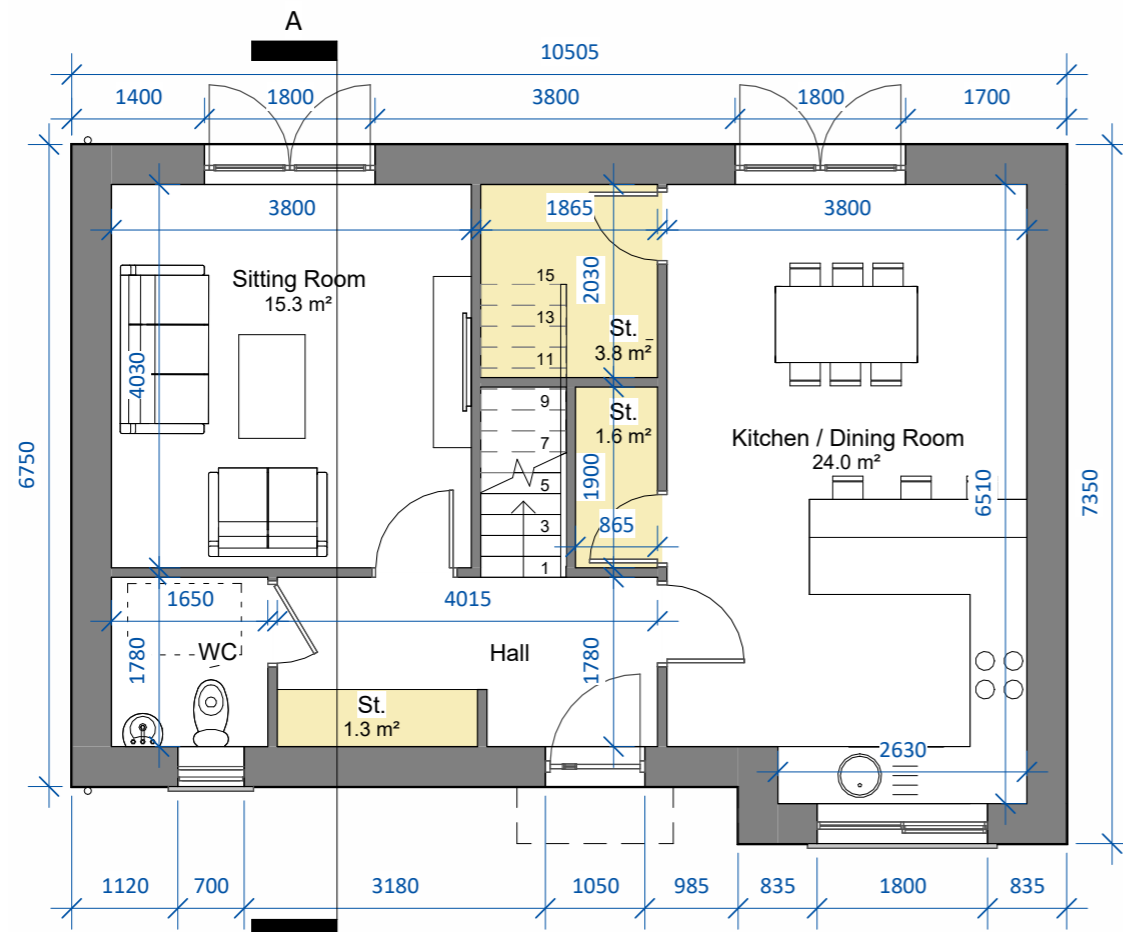 A
10505
1400
1800
3800
1800
1700
3800
1865
3800
Sitting Room
15.3 m²
2030
15
13
11
St.
3.8 m²
4030
9
7
5
3
1
St.
1.6 m²
1900
865
Kitchen / Dining Room
24.0 m²
6510
6750
7350
1650
4015
1780
WC
Hall
1780
St.
1.3 m²
2630
1120
700
3180
1050
985
835
1800
835